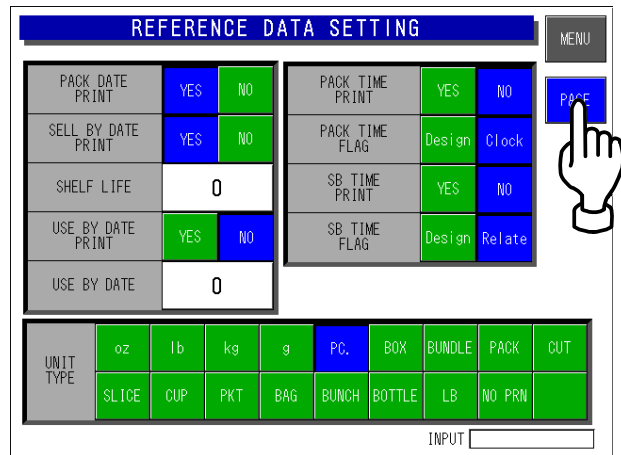 REFERENCE DATA SETTING
MENU
PAGE
PACK DATE
PRINT
YES
NO
SELL BY DATE
PRINT
YES
NO
SHELF LIFE
0
USE BY DATE
PRINT
YES
NO
USE BY DATE
0
PACK TIME
PRINT
YES
NO
PACK TIME
FLAG
Design
Clock
SB TIME
PRINT
YES
NO
SB TIME
FLAG
Design
Relate
UNIT
TYPE
oz
lb
kg
g
PC.
BOX
BUNDLE
PACK
CUT
SLICE
CUP
PKT
BAG
BUNCH
BOTTLE
LB
NO PRN
INPUT